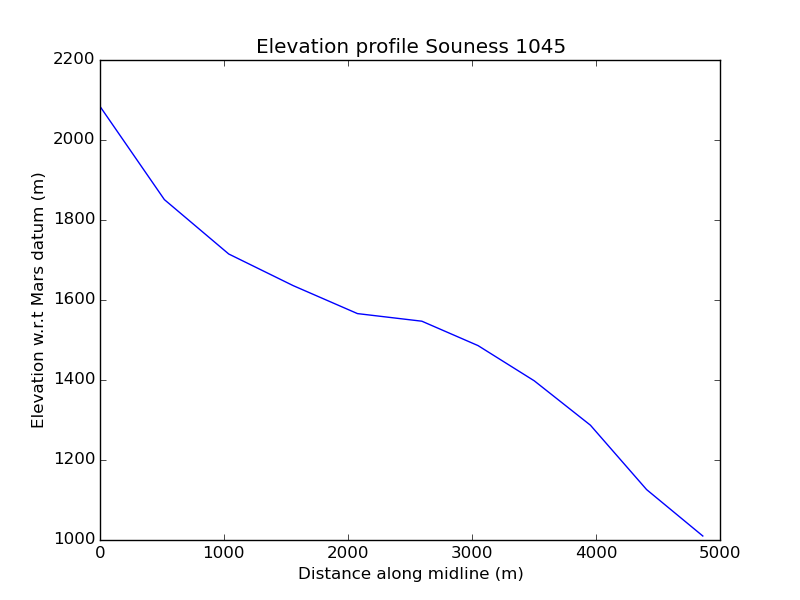 Elevation profile Souness 1045
Elevation w.r.t Mars datum (m)
2200
2000
1800
1600
1400
1200
1000
0 1000 2000 3000 4000 5000
Distance along midline (m)